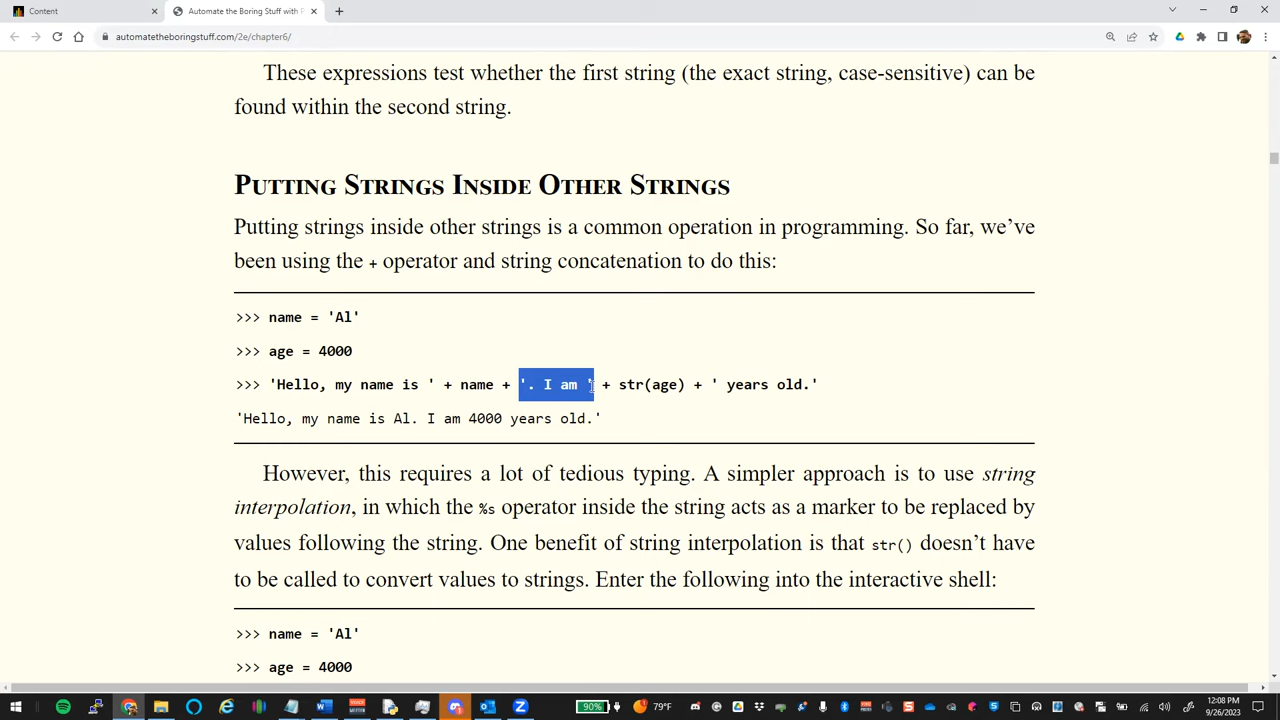 Content
Automate the Boring Stuff with P
automatetheboringstuff.com/2e/chapter6/
These expressions test whether the first string (the exact string, case-sensitive) can be
found within the second string.
Putting Strings Inside Other Strings
Putting strings inside other strings is a common operation in programming. So far, we’ve
been using the + operator and string concatenation to do this:
>>> name = 'Al'
>>> age = 4000
>>> 'Hello, my name is ' + name + '. I am ' + str(age) + ' years old.'
'Hello, my name is Al. I am 4000 years old.'
However, this requires a lot of tedious typing. A simpler approach is to use string
interpolation, in which the %s operator inside the string acts as a marker to be replaced by
values following the string. One benefit of string interpolation is that str() doesn’t have
to be called to convert values to strings. Enter the following into the interactive shell:
>>> name = 'Al'
>>> age = 4000
90%
79°F
12:08 PM
9/26/2023